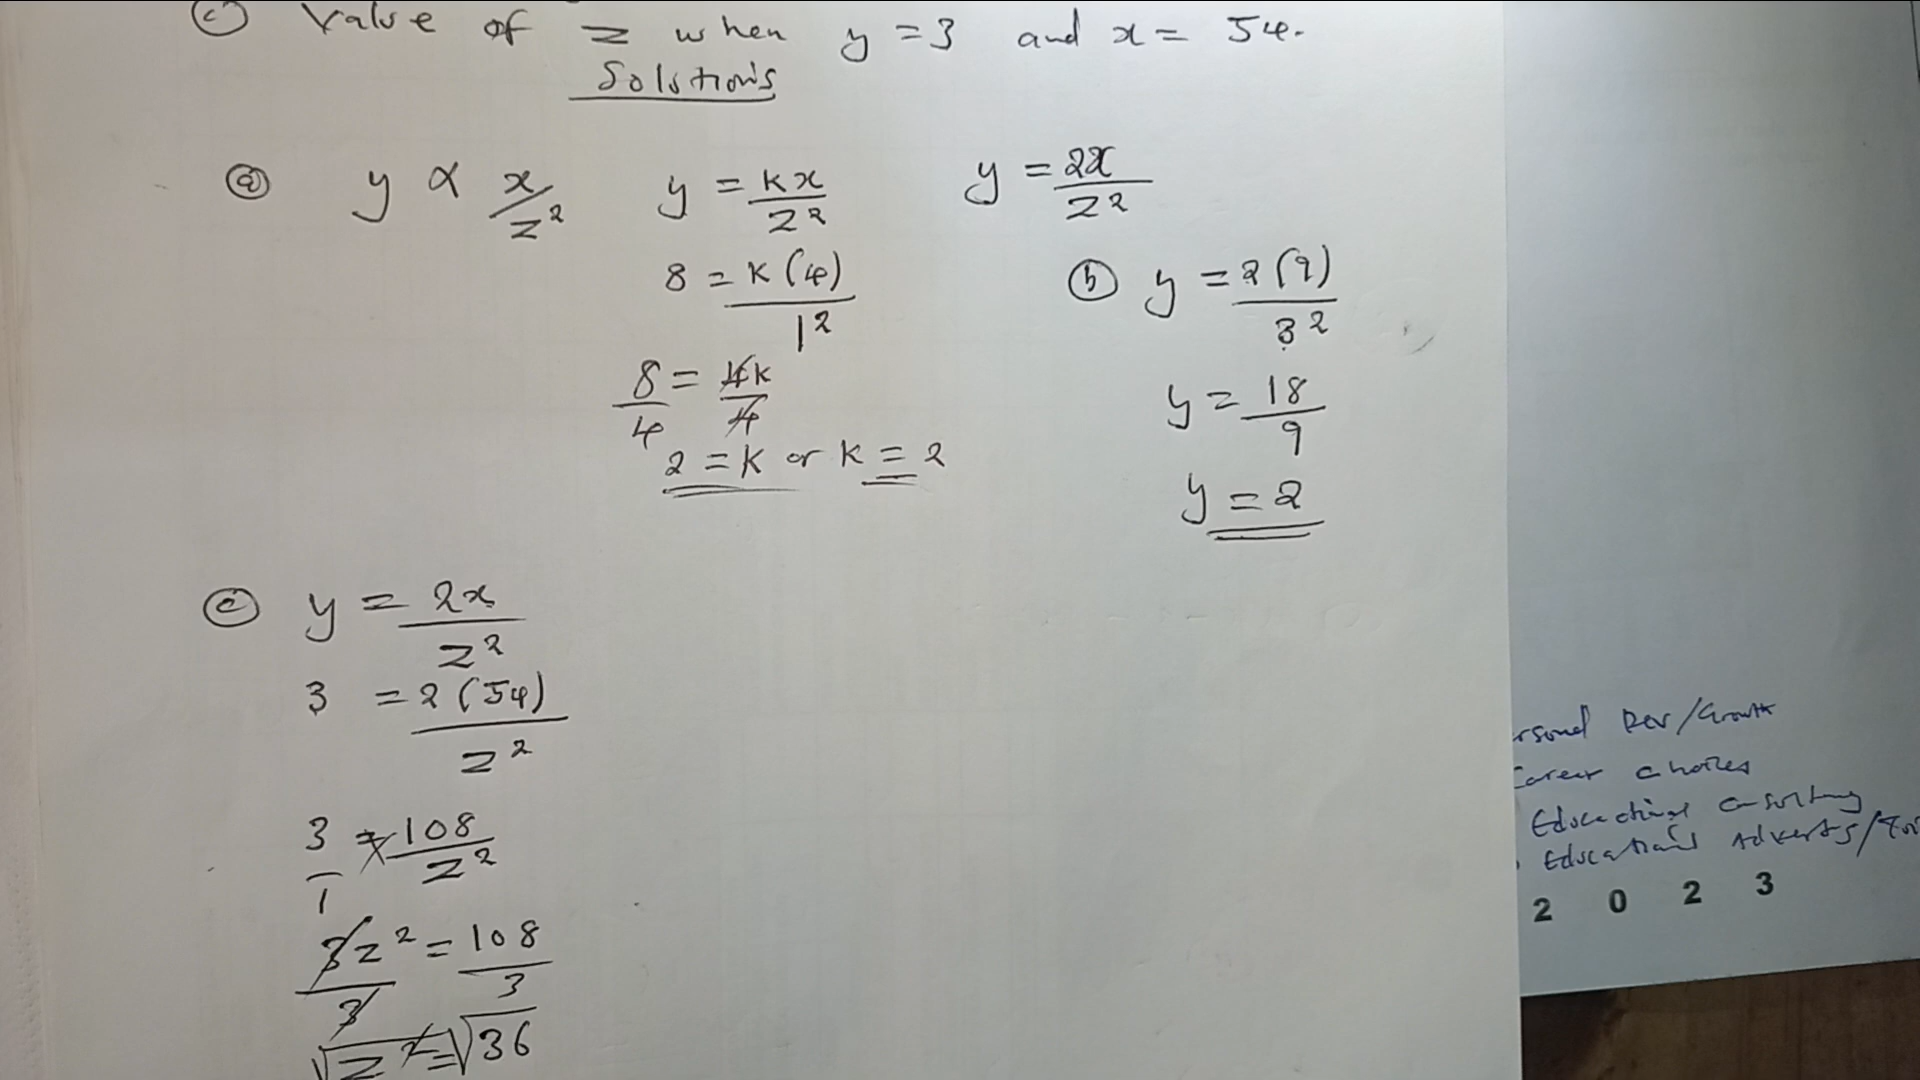 (c) Value of z when y = 3 and x = 54.
Solutions
(a) y ∝ x/z²
y = kx/z²
8 = k(4)/1²
8/4 = 4k/4
2 = k or k = 2
y = 2x/z²
(b) y = 2(9)/3²
y = 18/9
y = 2
(c) y = 2x/z²
3 = 2(54)/z²
3/1 = 108/z²
3z²/3 = 108/3
√z² = √36
Dev/Growth
Career choices
Educational
Educational Adverts/
2 0 2 3